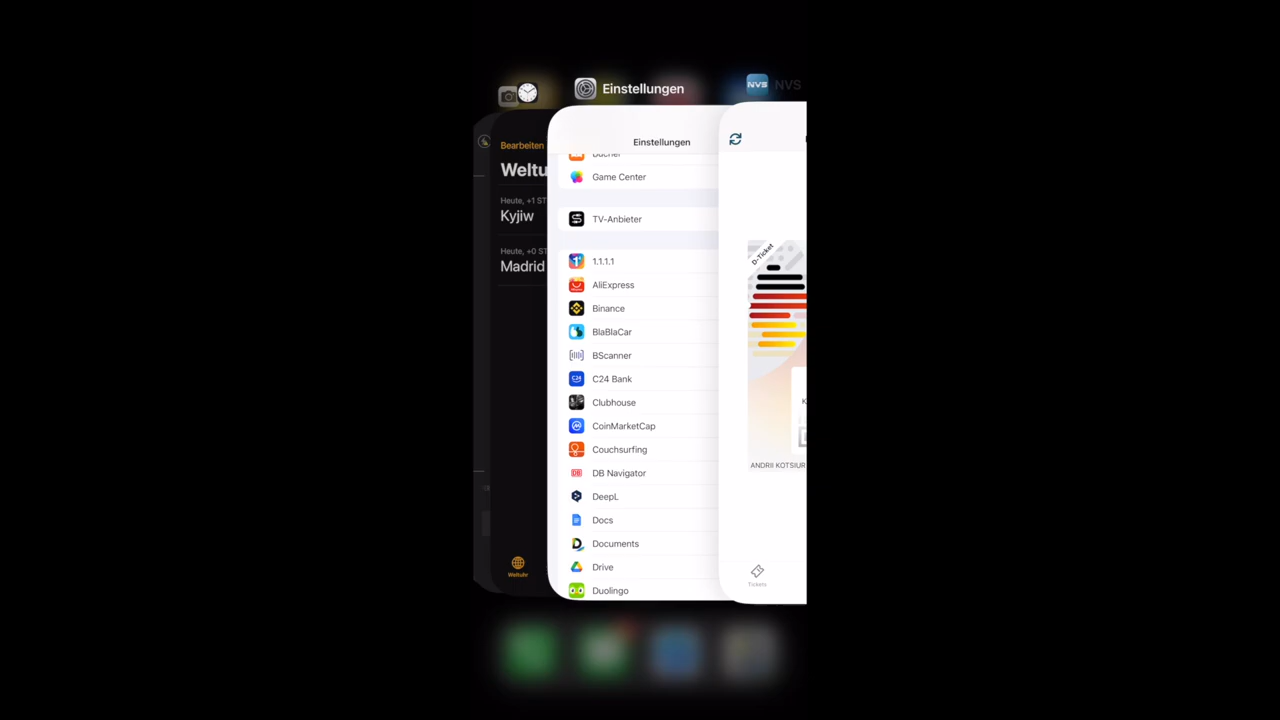 Einstellungen
NVS
NVS
Bearbeiten
Weltu
Heute, +1 ST
Kyjiw
Heute, +0 ST
Madrid
Weltuhr
Einstellungen
Bücher
Game Center
TV-Anbieter
1.1.1.1
AliExpress
Binance
BlaBlaCar
BScanner
C24 Bank
Clubhouse
CoinMarketCap
Couchsurfing
DB Navigator
DeepL
Docs
Documents
Drive
Duolingo
D-Ticket
K
ANDRII KOTSIUR
Tickets